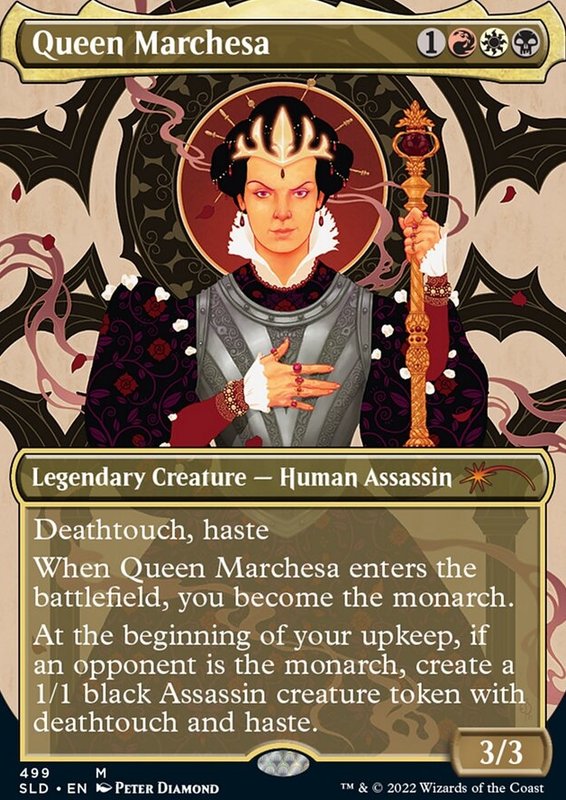 Queen Marchesa 1
Legendary Creature — Human Assassin
Deathtouch, haste
When Queen Marchesa enters the
battlefield, you become the monarch.
At the beginning of your upkeep, if
an opponent is the monarch, create a
1/1 black Assassin creature token with
deathtouch and haste.
3/3
499 M
SLD • EN Peter Diamond
™ & © 2022 Wizards of the Coast